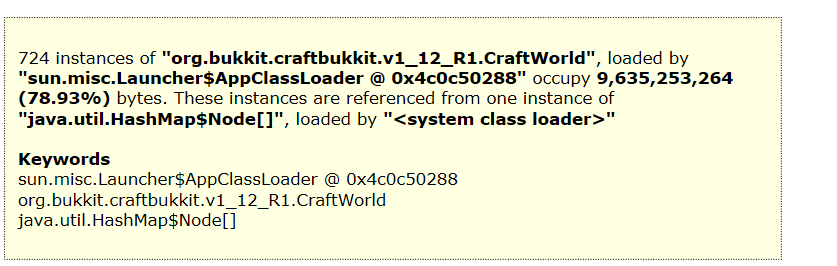 724 instances of "org.bukkit.craftbukkit.v1_12_R1.CraftWorld", loaded by
"sun.misc.Launcher$AppClassLoader @ 0x4c0c50288" occupy 9,635,253,264
(78.93%) bytes. These instances are referenced from one instance of
"java.util.HashMap$Node[]", loaded by "<system class loader>"
Keywords
sun.misc.Launcher$AppClassLoader @ 0x4c0c50288
org.bukkit.craftbukkit.v1_12_R1.CraftWorld
java.util.HashMap$Node[]